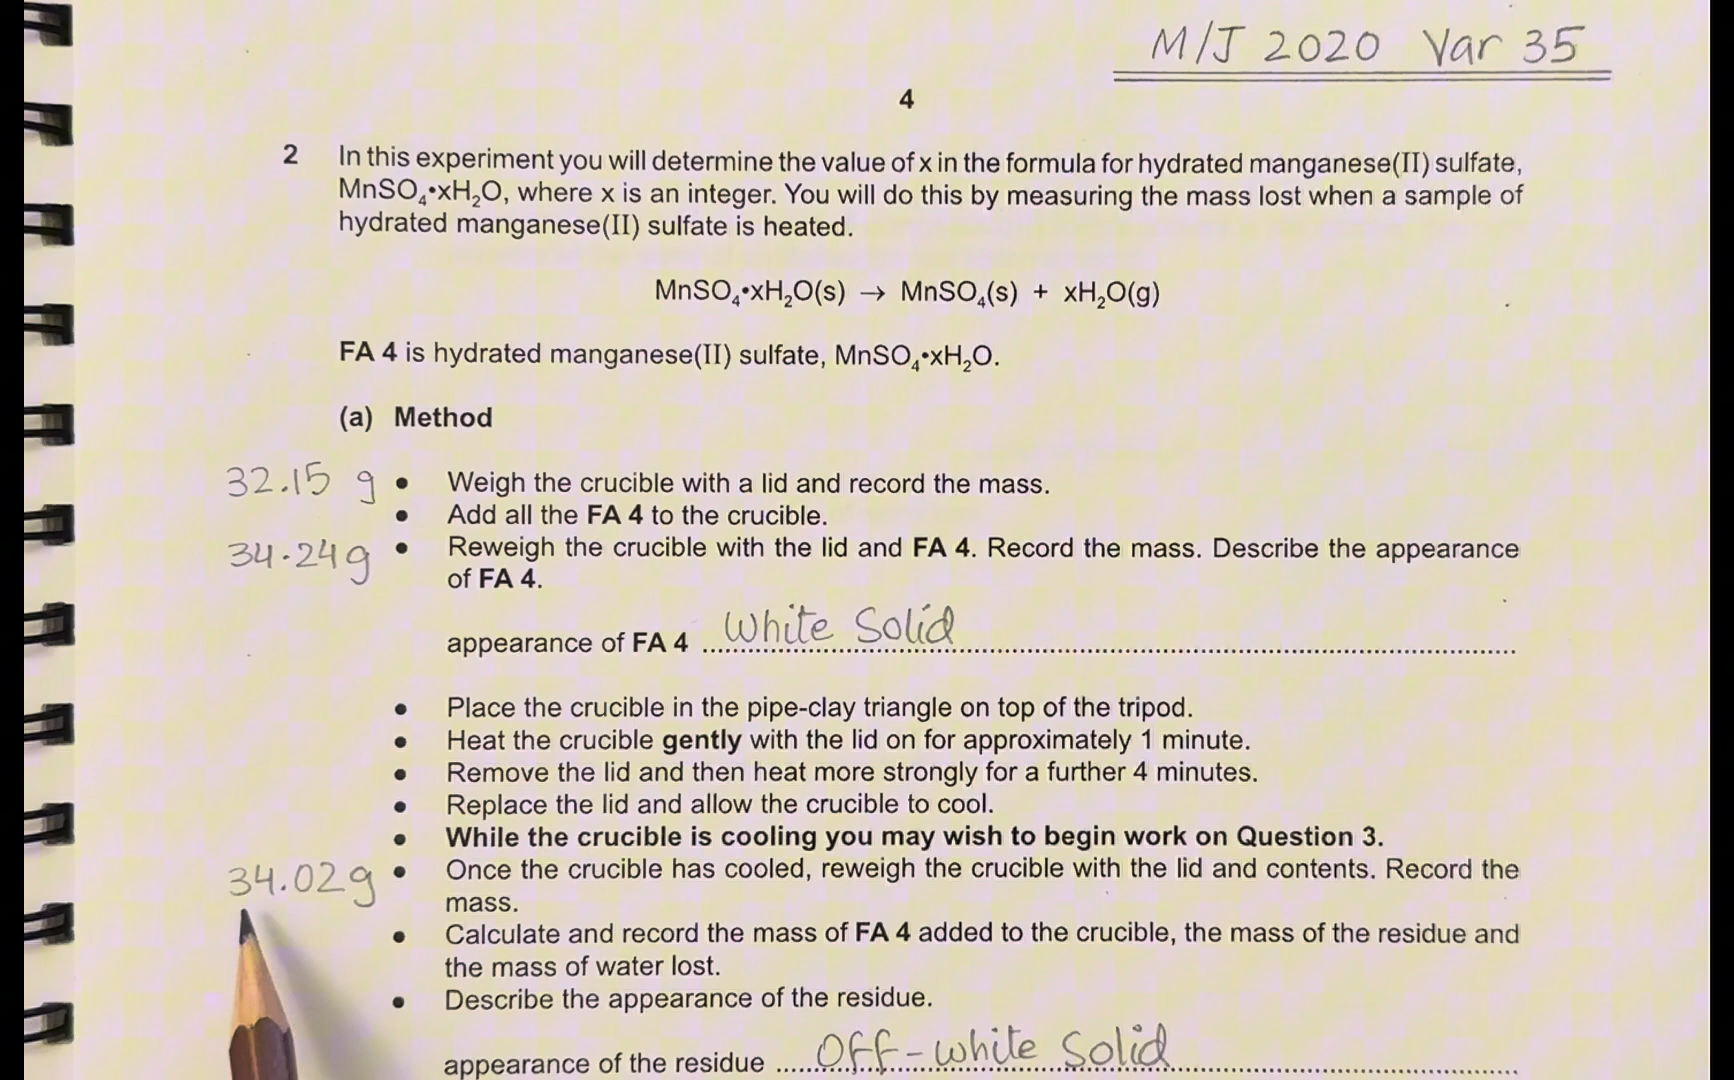 M/J 2020 Var 35
4
2 In this experiment you will determine the value of x in the formula for hydrated manganese(II) sulfate,
MnSO₄•xH₂O, where x is an integer. You will do this by measuring the mass lost when a sample of
hydrated manganese(II) sulfate is heated.
MnSO₄•xH₂O(s) → MnSO₄(s) + xH₂O(g)
FA 4 is hydrated manganese(II) sulfate, MnSO₄•xH₂O.
(a) Method
32.15 g • Weigh the crucible with a lid and record the mass.
• Add all the FA 4 to the crucible.
34.24g • Reweigh the crucible with the lid and FA 4. Record the mass. Describe the appearance
of FA 4.
appearance of FA 4 White Solid
• Place the crucible in the pipe-clay triangle on top of the tripod.
• Heat the crucible gently with the lid on for approximately 1 minute.
• Remove the lid and then heat more strongly for a further 4 minutes.
• Replace the lid and allow the crucible to cool.
• While the crucible is cooling you may wish to begin work on Question 3.
34.02g • Once the crucible has cooled, reweigh the crucible with the lid and contents. Record the
mass.
• Calculate and record the mass of FA 4 added to the crucible, the mass of the residue and
the mass of water lost.
• Describe the appearance of the residue.
appearance of the residue Off-white Solid